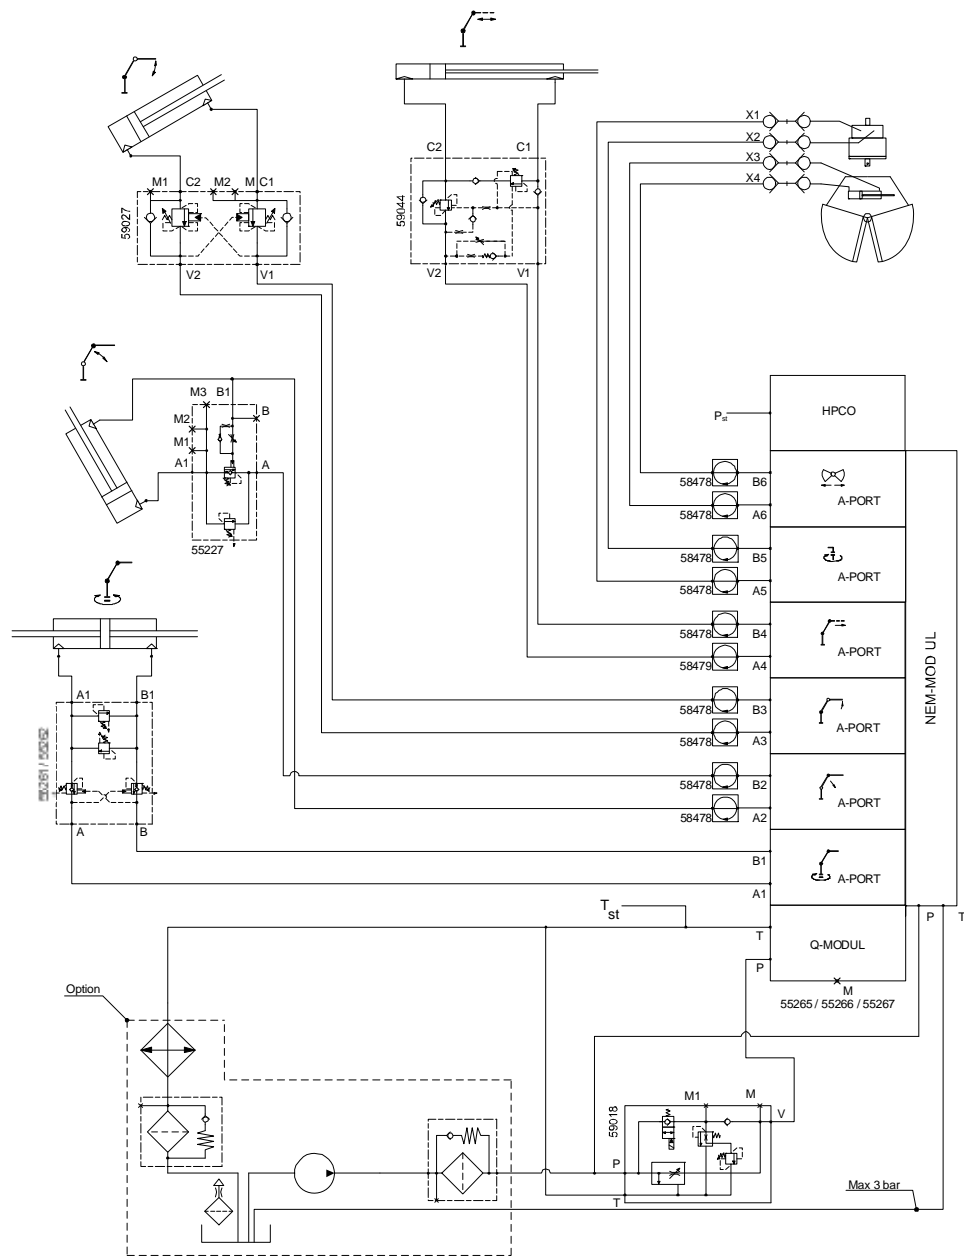 X1
X2
X3
X4
C2 C1
M1 C2 M2 M C1
59027
59044
V2 V1
V2 V1
M3 B1
M2 B
M1
A1 A
55227
Pst HPCO
58478 B6
A-PORT
58478 A6
58478 B5
A-PORT
58478 A5
58478 B4
A-PORT
58479 A4
58478 B3
A-PORT
58478 A3
58478 B2
A-PORT
58478 A2
B1
A-PORT
A1
NEM-MOD UL
A1 B1
55261 / 55262
A B
Tst
P T
T
Q-MODUL
P
M
55265 / 55266 / 55267
Option
M1 M
59018
V
P
T
Max 3 bar